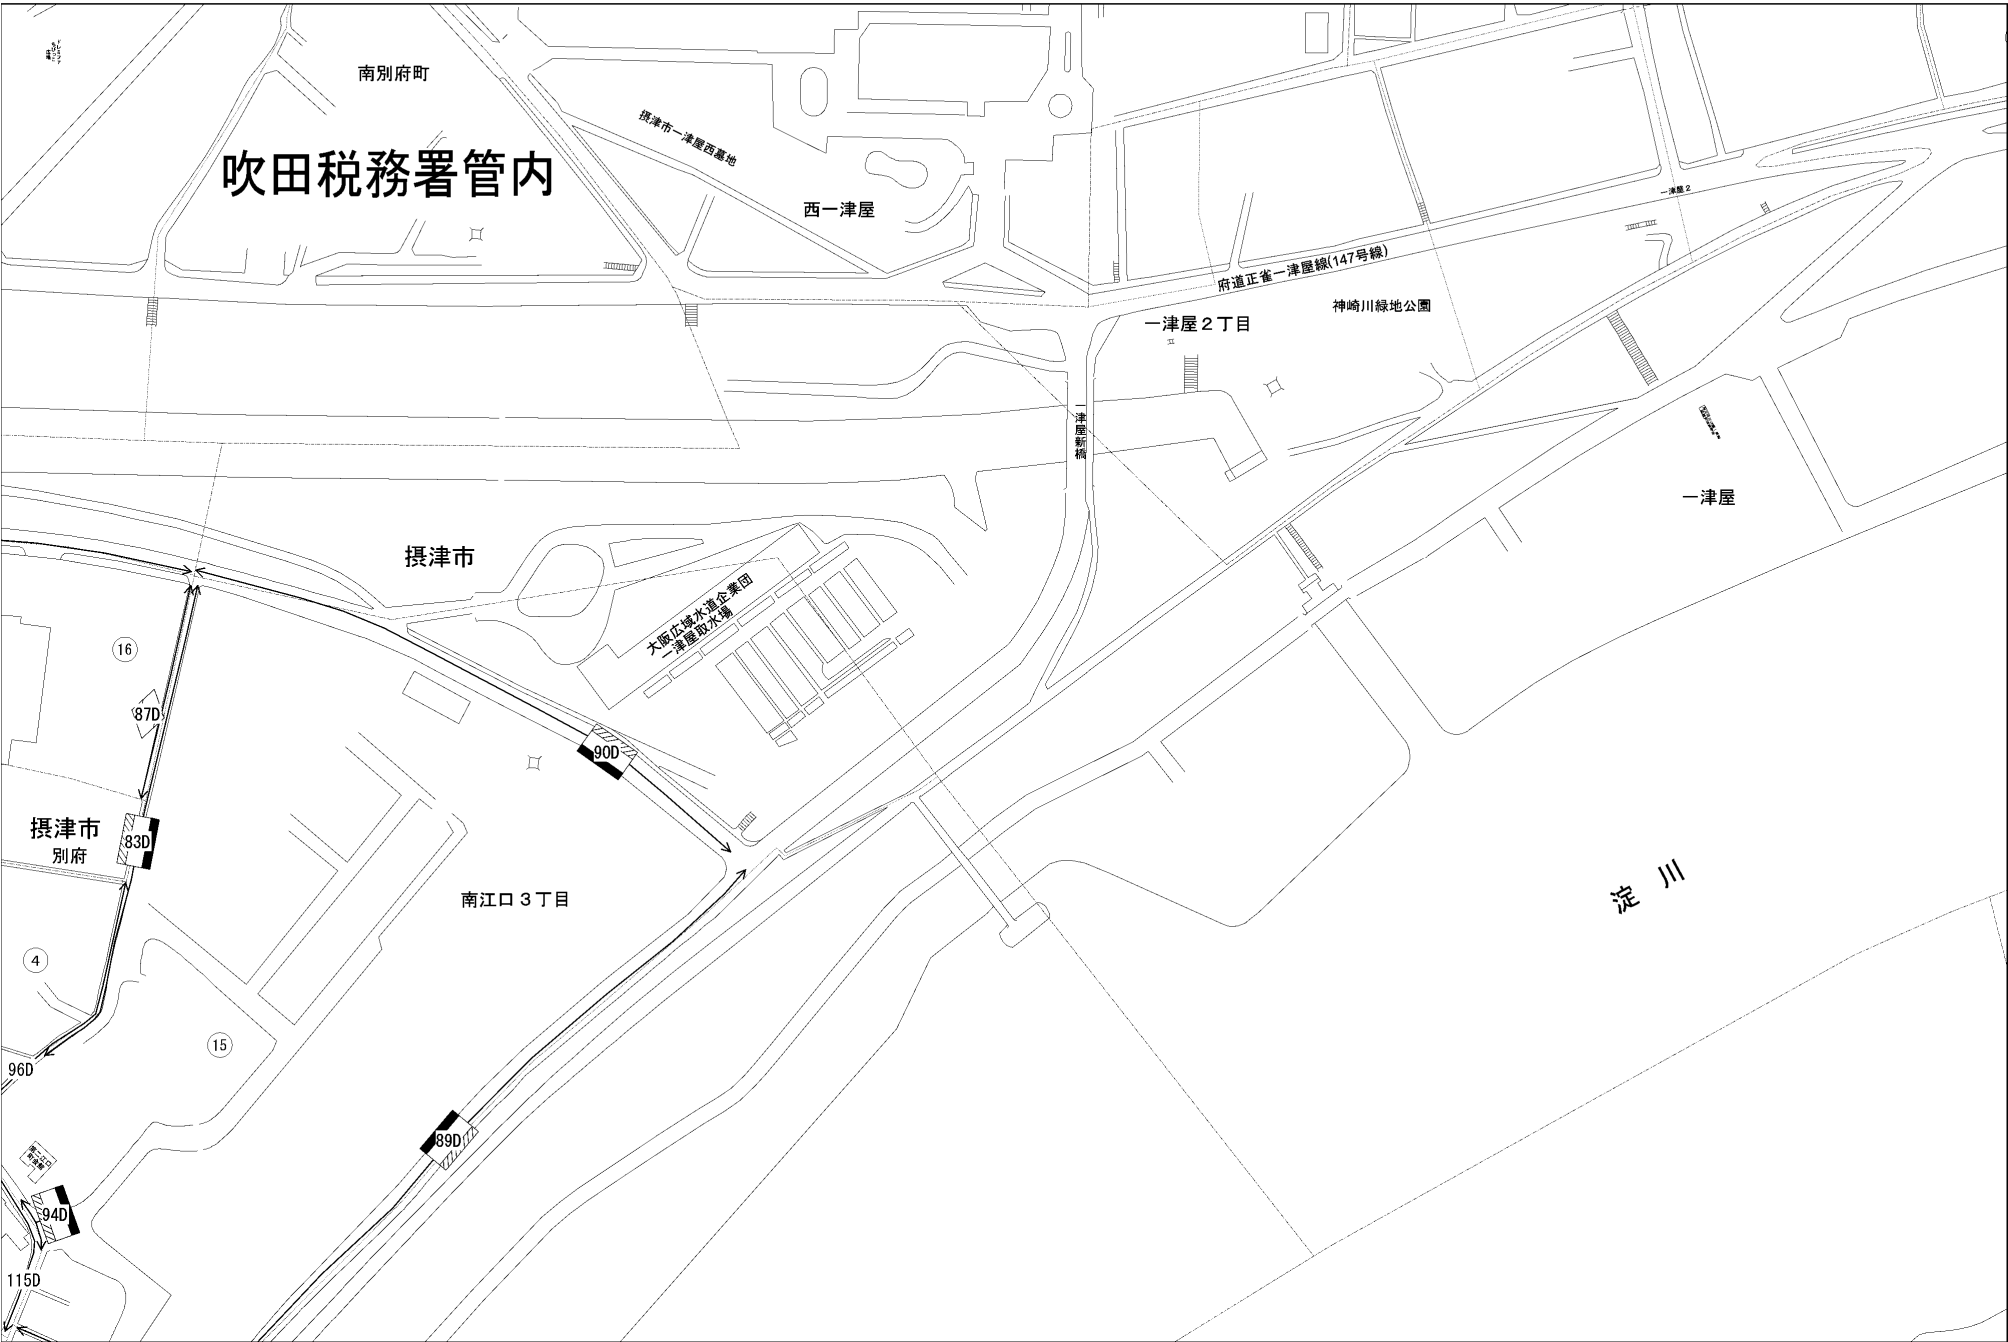 南別府町
摂津市一津屋西墓地
吹田税務署管内
西一津屋
一津屋2
府道正雀一津屋線(147号線)
神崎川緑地公園
一津屋2丁目
一津屋新橋
一津屋
摂津市
大阪広域水道企業団
一津屋取水場
16
87D
90D
摂津市
別府
83D
淀川
南江口3丁目
4
15
96D
89D
94D
115D